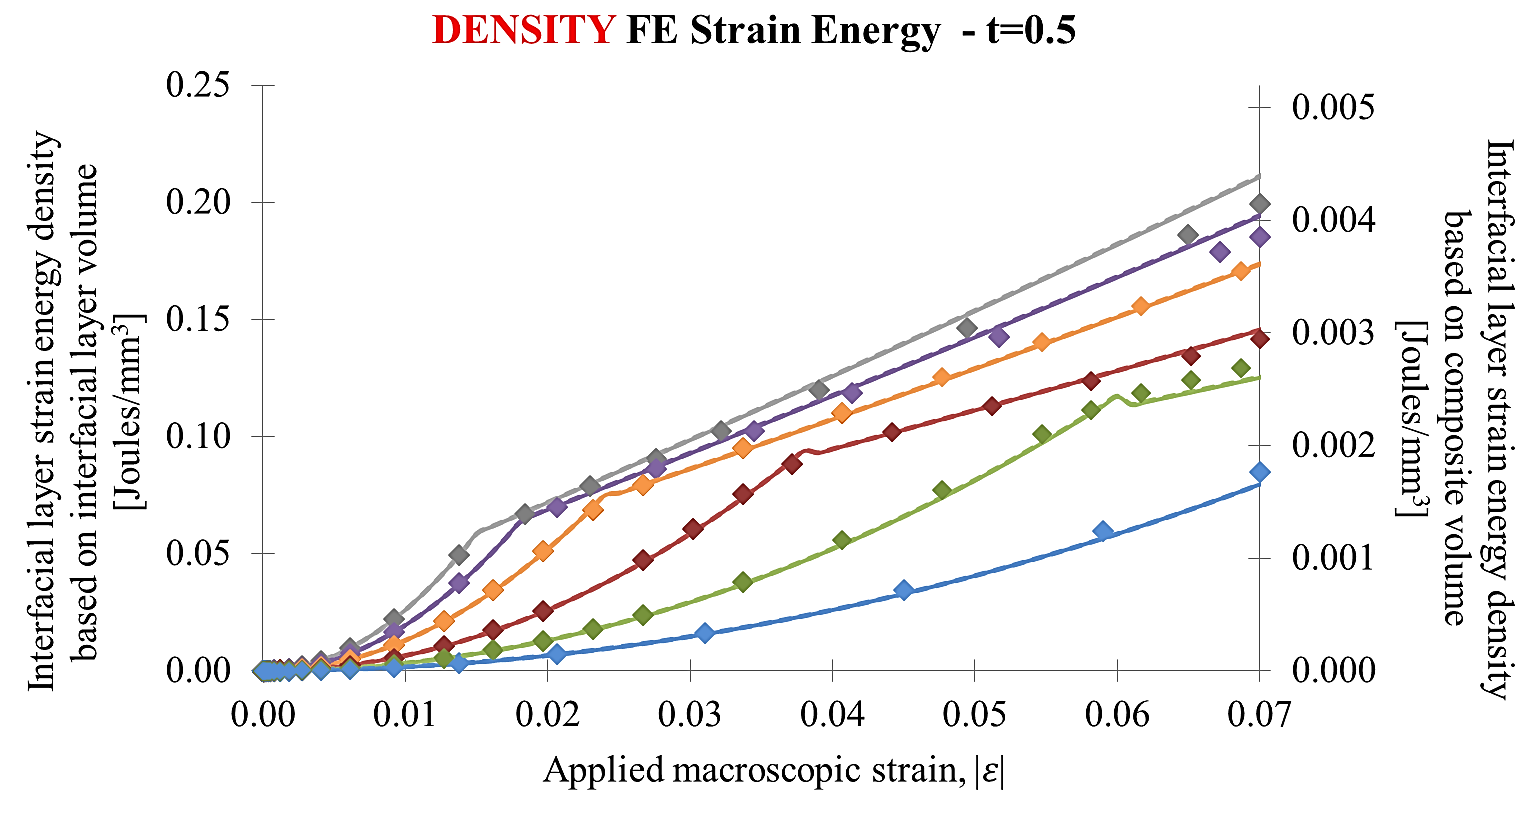 DENSITY FE Strain Energy - t=0.5
Interfacial layer strain energy density
based on interfacial layer volume
[Joules/mm³]
0.25
0.20
0.15
0.10
0.05
0.00
0.005
0.004
0.003
0.002
0.001
0.000
Interfacial layer strain energy density
based on composite volume
[Joules/mm³]
0.00 0.01 0.02 0.03 0.04 0.05 0.06 0.07
Applied macroscopic strain, |ε|